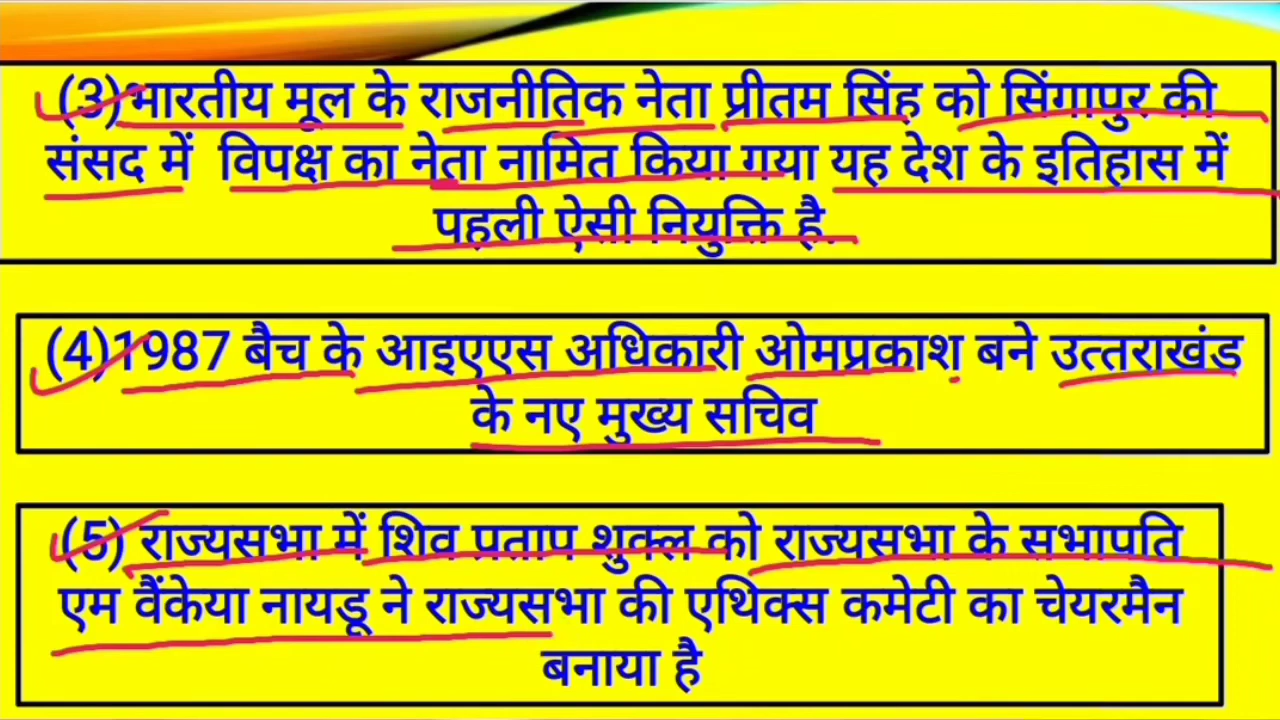 (3)भारतीय मूल के राजनीतिक नेता प्रीतम सिंह को सिंगापुर की
संसद में विपक्ष का नेता नामित किया गया यह देश के इतिहास में
पहली ऐसी नियुक्ति है.
(4)1987 बैच के आइएएस अधिकारी ओमप्रकाश बने उत्तराखंड
के नए मुख्य सचिव
(5) राज्यसभा में शिव प्रताप शुक्ल को राज्यसभा के सभापति
एम वैंकेया नायडू ने राज्यसभा की एथिक्स कमेटी का चेयरमैन
बनाया है